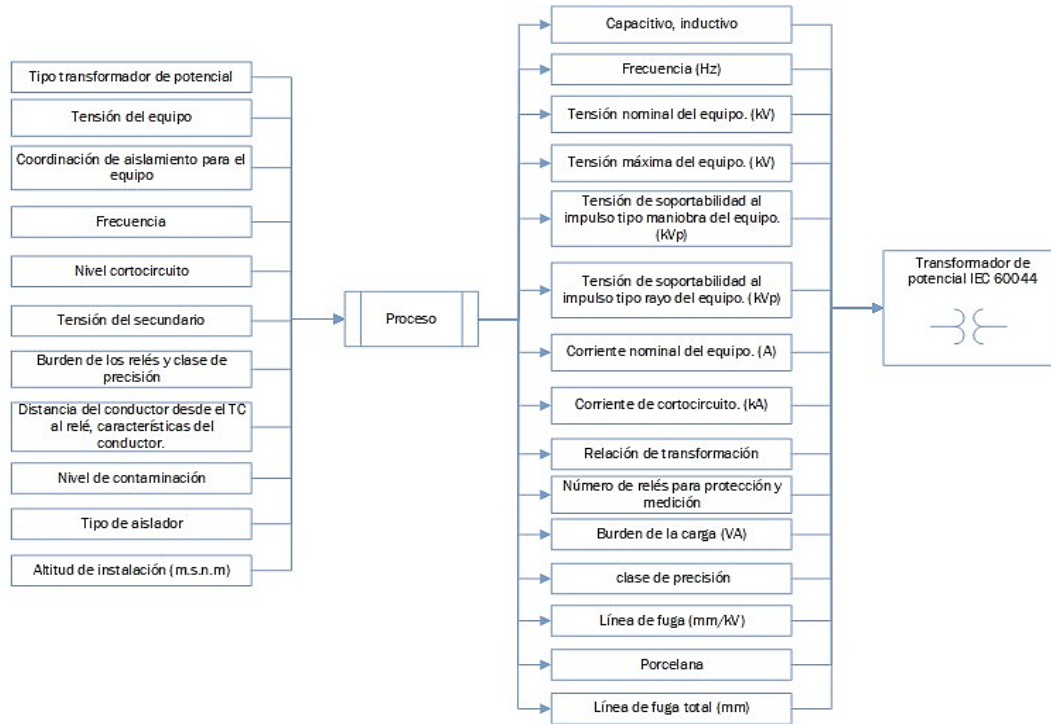 Tipo transformador de potencial
Tensión del equipo
Coordinación de aislamiento para el
equipo
Frecuencia
Nivel cortocircuito
Tensión del secundario
Burden de los relés y clase de
precisión
Distancia del conductor desde el TC
al relé, características del
conductor.
Nivel de contaminación
Tipo de aislador
Altitud de instalación (m.s.n.m)
Proceso
Capacitivo, inductivo
Frecuencia (Hz)
Tensión nominal del equipo. (kV)
Tensión máxima del equipo. (kV)
Tensión de soportabilidad al
impulso tipo maniobra del equipo.
(kVp)
Tensión de soportabilidad al
impulso tipo rayo del equipo. (kVp)
Corriente nominal del equipo. (A)
Corriente de cortocircuito. (kA)
Relación de transformación
Número de relés para protección y
medición
Burden de la carga (VA)
clase de precisión
Línea de fuga (mm/kV)
Porcelana
Línea de fuga total (mm)
Transformador de
potencial IEC 60044